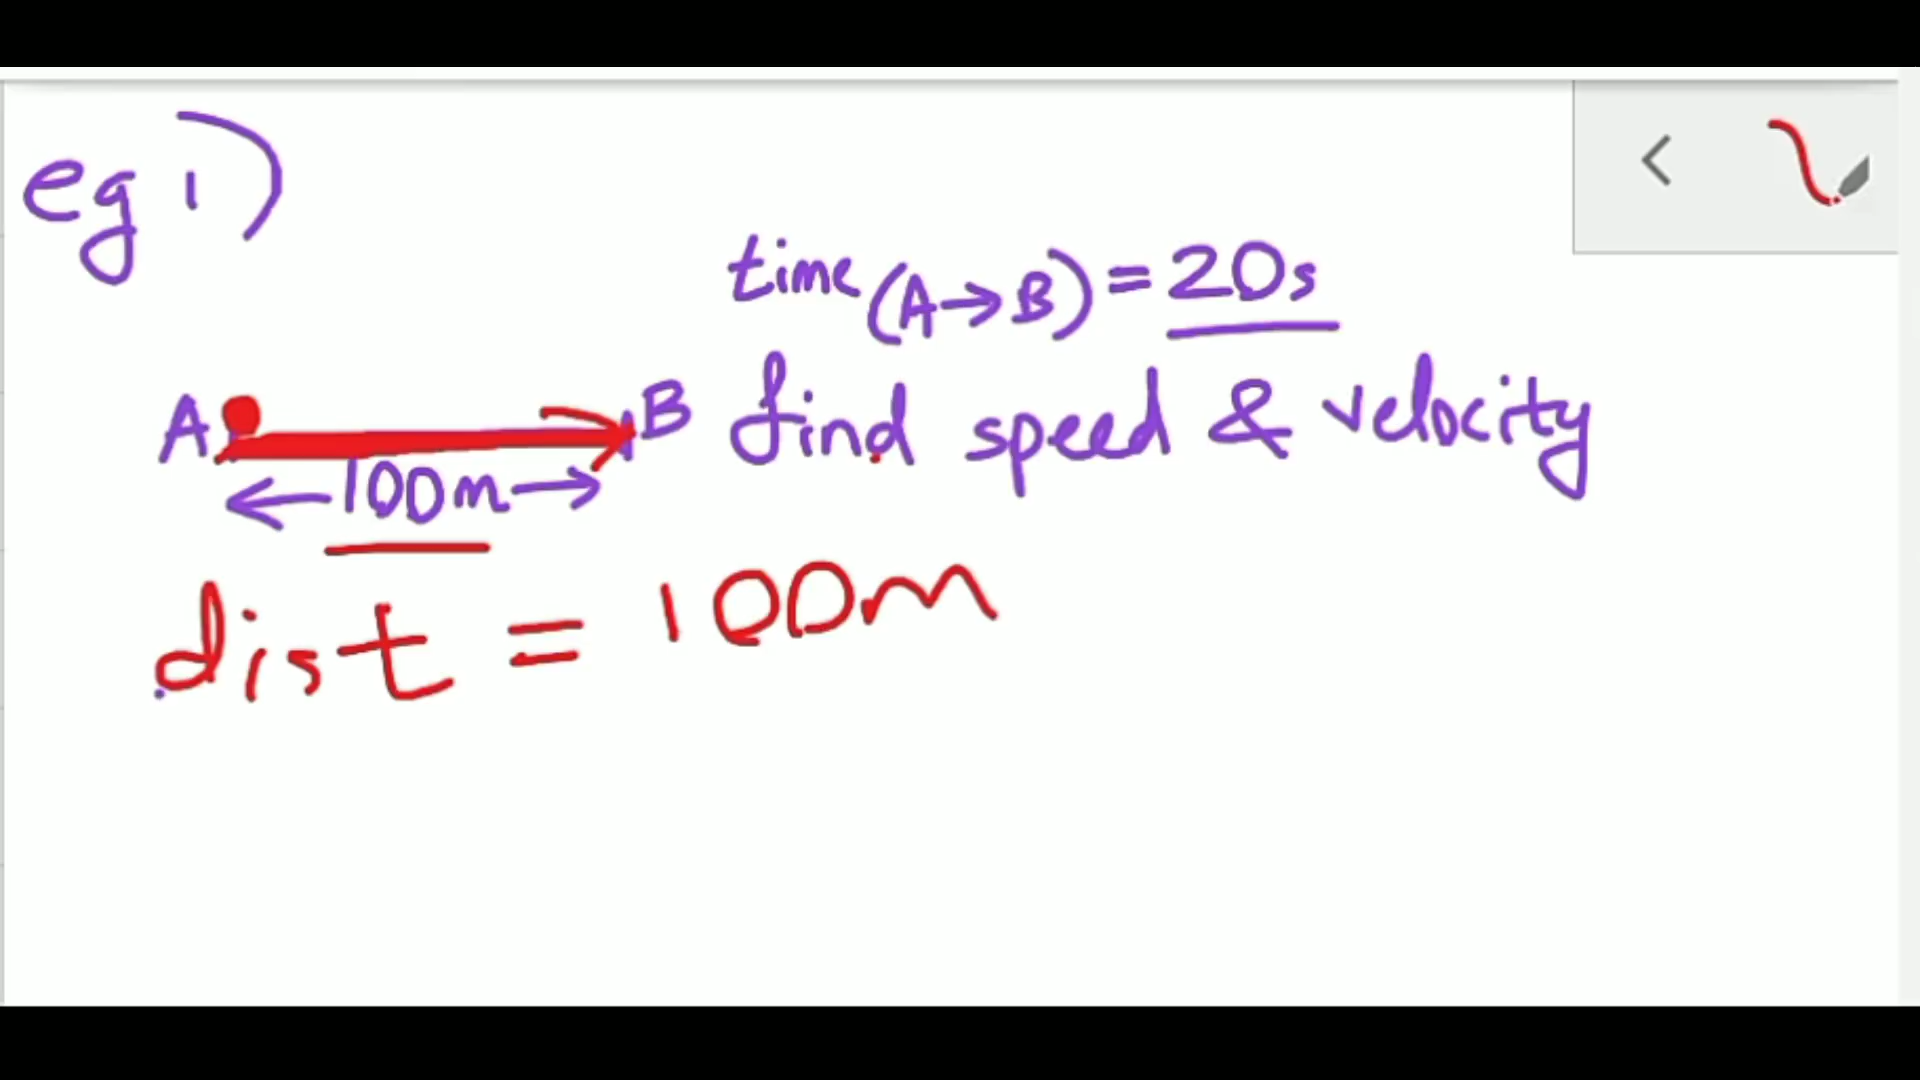 eg 1)
time (A→B) = 20s
A B find speed & velocity
←100m→
dist = 100m